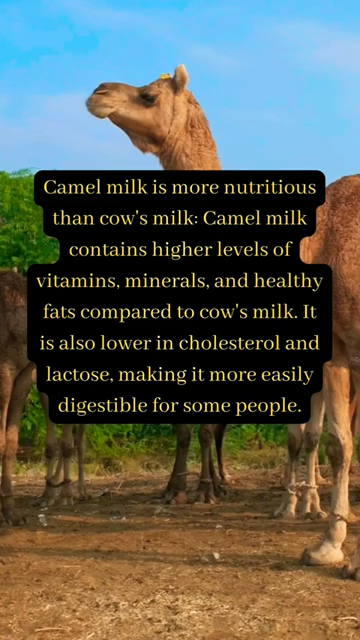 Camel milk is more nutritious
than cow's milk: Camel milk
contains higher levels of
vitamins, minerals, and healthy
fats compared to cow's milk. It
is also lower in cholesterol and
lactose, making it more easily
digestible for some people.